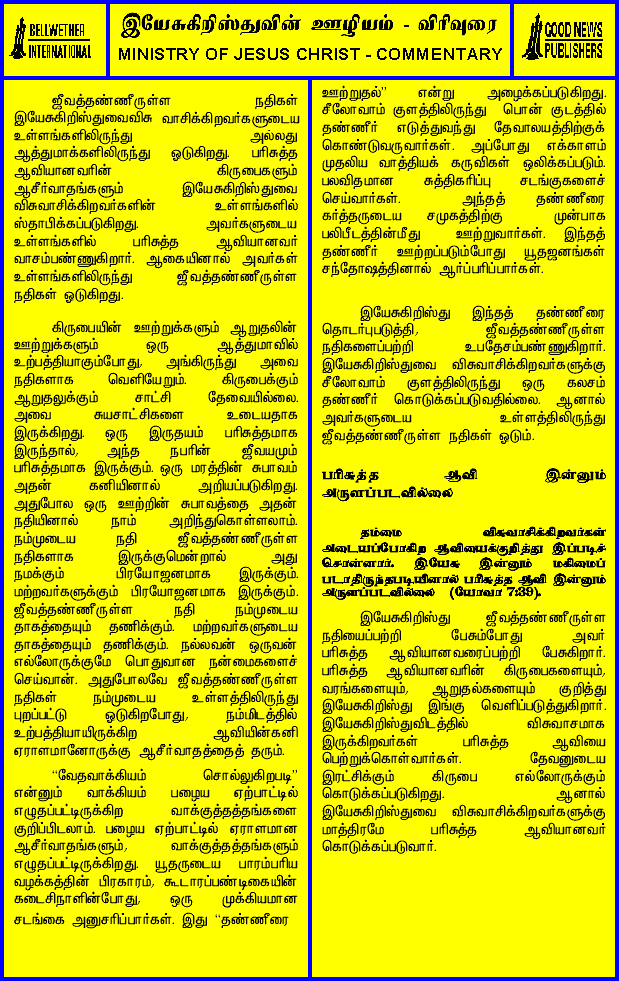 BELLWETHER
INTERNATIONAL
இயேசுகிறிஸ்துவின் ஊழியம் - விரிவுரை
MINISTRY OF JESUS CHRIST - COMMENTARY
GOOD NEWS
PUBLISHERS
ஜீவத்தண்ணீருள்ள நதிகள்
இயேசுகிறிஸ்துவைவிசு வாசிக்கிறவர்களுடைய
உள்ளங்களிலிருந்து அல்லது
ஆத்துமாக்களிலிருந்து ஓடுகிறது. பரிசுத்த
ஆவியானவரின் கிருபைகளும்
ஆசீர்வாதங்களும் இயேசுகிறிஸ்துவை
விசுவாசிக்கிறவர்களின் உள்ளங்களில்
ஸ்தாபிக்கப்படுகிறது. அவர்களுடைய
உள்ளங்களில் பரிசுத்த ஆவியானவர்
வாசம்பண்ணுகிறார். ஆகையினால் அவர்கள்
உள்ளங்களிலிருந்து ஜீவத்தண்ணீருள்ள
நதிகள் ஓடுகிறது.
கிருபையின் ஊற்றுக்களும் ஆறுதலின்
ஊற்றுக்களும் ஒரு ஆத்துமாவில்
உற்பத்தியாகும்போது, அங்கிருந்து அவை
நதிகளாக வெளியேறும். கிருபைக்கும்
ஆறுதலுக்கும் சாட்சி தேவையில்லை.
அவை சுயசாட்சிகளை உடையதாக
இருக்கிறது. ஒரு இருதயம் பரிசுத்தமாக
இருந்தால், அந்த நபரின் ஜீவயமும்
பரிசுத்தமாக இருக்கும். ஒரு மரத்தின் சுபாவம்
அதன் கனியினால் அறியப்படுகிறது.
அதுபோல ஒரு ஊற்றின் சுபாவத்தை அதன்
நதியினால் நாம் அறிந்துகொள்ளலாம்.
நம்முடைய நதி ஜீவத்தண்ணீருள்ள
நதிகளாக இருக்குமென்றால் அது
நமக்கும் பிரயோஜனமாக இருக்கும்.
மற்றவர்களுக்கும் பிரயோஜனமாக இருக்கும்.
ஜீவத்தண்ணீருள்ள நதி நம்முடைய
தாகத்தையும் தணிக்கும். மற்றவர்களுடைய
தாகத்தையும் தணிக்கும். நல்லவன் ஒருவன்
எல்லோருக்குமே பொதுவான நன்மைகளைச்
செய்வான். அதுபோலவே ஜீவத்தண்ணீருள்ள
நதிகள் நம்முடைய உள்ளத்திலிருந்து
புறப்பட்டு ஓடுகிறபோது, நம்மிடத்தில்
உற்பத்தியாயிருக்கிற ஆவியின்கனி
ஏராளமானோருக்கு ஆசீர்வாதத்தைத் தரும்.
“வேதவாக்கியம் சொல்லுகிறபடி”
என்னும் வாக்கியம் பழைய ஏற்பாட்டில்
எழுதப்பட்டிருக்கிற வாக்குத்தத்தங்களை
குறிப்பிடலாம். பழைய ஏற்பாட்டில் ஏராளமான
ஆசீர்வாதங்களும், வாக்குத்தத்தங்களும்
எழுதப்பட்டிருக்கிறது. யூதருடைய பாரம்பரிய
வழக்கத்தின் பிரகாரம், கூடாரப்பண்டிகையின்
கடைசிநாளின்போது, ஒரு முக்கியமான
சடங்கை அனுசரிப்பார்கள். இது “தண்ணீரை
ஊற்றுதல்” என்று அழைக்கப்படுகிறது.
சீலோவாம் குளத்திலிருந்து பொன் குடத்தில்
தண்ணீர் எடுத்துவந்து தேவாலயத்திற்குக்
கொண்டுவருவார்கள். அப்போது எக்காளம்
முதலிய வாத்தியக் கருவிகள் ஒலிக்கப்படும்.
பலவிதமான சுத்திகரிப்பு சடங்குகளைச்
செய்வார்கள். அந்தத் தண்ணீரை
கர்த்தருடைய சமுகத்திற்கு முன்பாக
பலிபீடத்தின்மீது ஊற்றுவார்கள். இந்தத்
தண்ணீர் ஊற்றப்படும்போது யூதஜனங்கள்
சந்தோஷத்தினால் ஆர்ப்பரிப்பார்கள்.
இயேசுகிறிஸ்து இந்தத் தண்ணீரை
தொடர்புபடுத்தி, ஜீவத்தண்ணீருள்ள
நதிகளைப்பற்றி உபதேசம்பண்ணுகிறார்.
இயேசுகிறிஸ்துவை விசுவாசிக்கிறவர்களுக்கு
சீலோவாம் குளத்திலிருந்து ஒரு கலசம்
தண்ணீர் கொடுக்கப்படுவதில்லை. ஆனால்
அவர்களுடைய உள்ளத்திலிருந்து
ஜீவத்தண்ணீருள்ள நதிகள் ஓடும்.
பரிசுத்த ஆவி இன்னும்
அருளப்படவில்லை
தம்மை விசுவாசிக்கிறவர்கள்
அடையப்போகிற ஆவியைக்குறித்து இப்படிச்
சொன்னார். இயேசு இன்னும் மகிமைப்
படாதிருந்தபடியினால் பரிசுத்த ஆவி இன்னும்
அருளப்படவில்லை (யோவா 7:39).
இயேசுகிறிஸ்து ஜீவத்தண்ணீருள்ள
நதியைப்பற்றி பேசும்போது அவர்
பரிசுத்த ஆவியானவரைப்பற்றி பேசுகிறார்.
பரிசுத்த ஆவியானவரின் கிருபைகளையும்,
வரங்களையும், ஆறுதல்களையும் குறித்து
இயேசுகிறிஸ்து இங்கு வெளிப்படுத்துகிறார்.
இயேசுகிறிஸ்துவிடத்தில் விசுவாசமாக
இருக்கிறவர்கள் பரிசுத்த ஆவியை
பெற்றுக்கொள்வார்கள். தேவனுடைய
இரட்சிக்கும் கிருபை எல்லோருக்கும்
கொடுக்கப்படுகிறது. ஆனால்
இயேசுகிறிஸ்துவை விசுவாசிக்கிறவர்களுக்கு
மாத்திரமே பரிசுத்த ஆவியானவர்
கொடுக்கப்படுவார்.